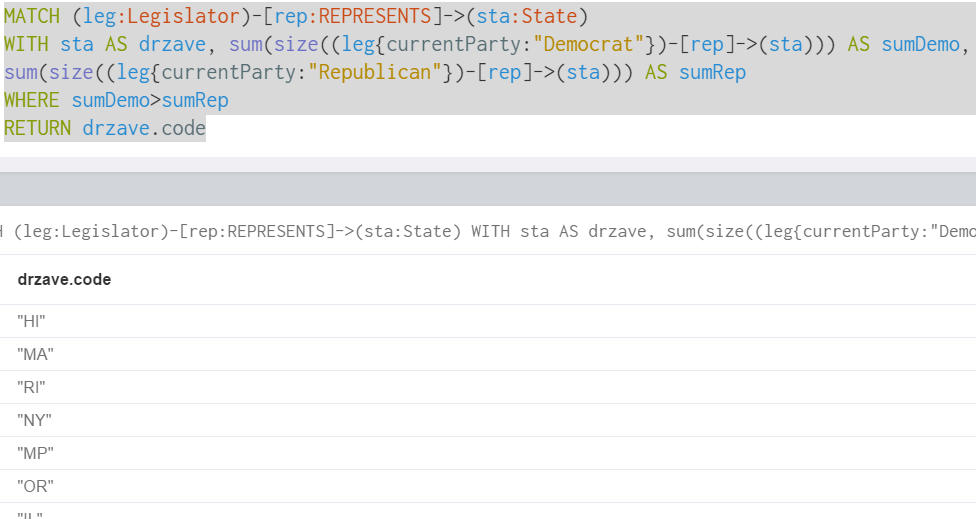 MATCH (leg:Legislator)-[rep:REPRESENTS]->(sta:State)
WITH sta AS drzave, sum(size((leg{currentParty:"Democrat"})-[rep]->(sta))) AS sumDemo,
sum(size((leg{currentParty:"Republican"})-[rep]->(sta))) AS sumRep
WHERE sumDemo>sumRep
RETURN drzave.code
H (leg:Legislator)-[rep:REPRESENTS]->(sta:State) WITH sta AS drzave, sum(size((leg{currentParty:"Demo
drzave.code
"HI"
"MA"
"RI"
"NY"
"MP"
"OR"